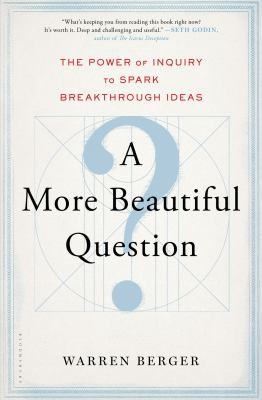 "What's keeping you from reading this book right now?
It's worth it. Deep and challenging and useful." —SETH GODIN,
author of The Icarus Deception
THE POWER OF INQUIRY
TO SPARK
BREAKTHROUGH IDEAS
A
More Beautiful
Question
?
WARREN BERGER
BLOOMSBURY